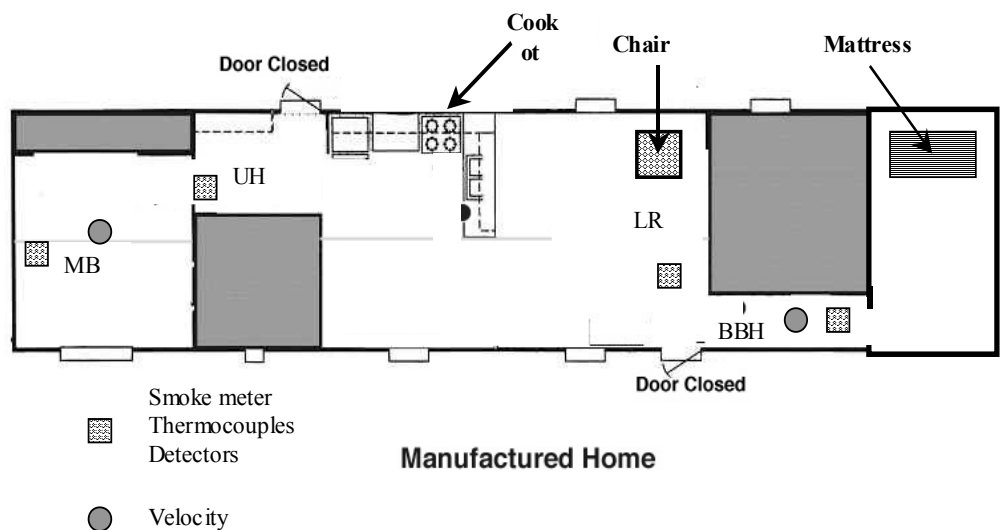 Cook
ot
Chair
Mattress
Door Closed
UH
LR
MB
BBH
Door Closed
Smoke meter
Thermocouples
Detectors
Manufactured Home
Velocity